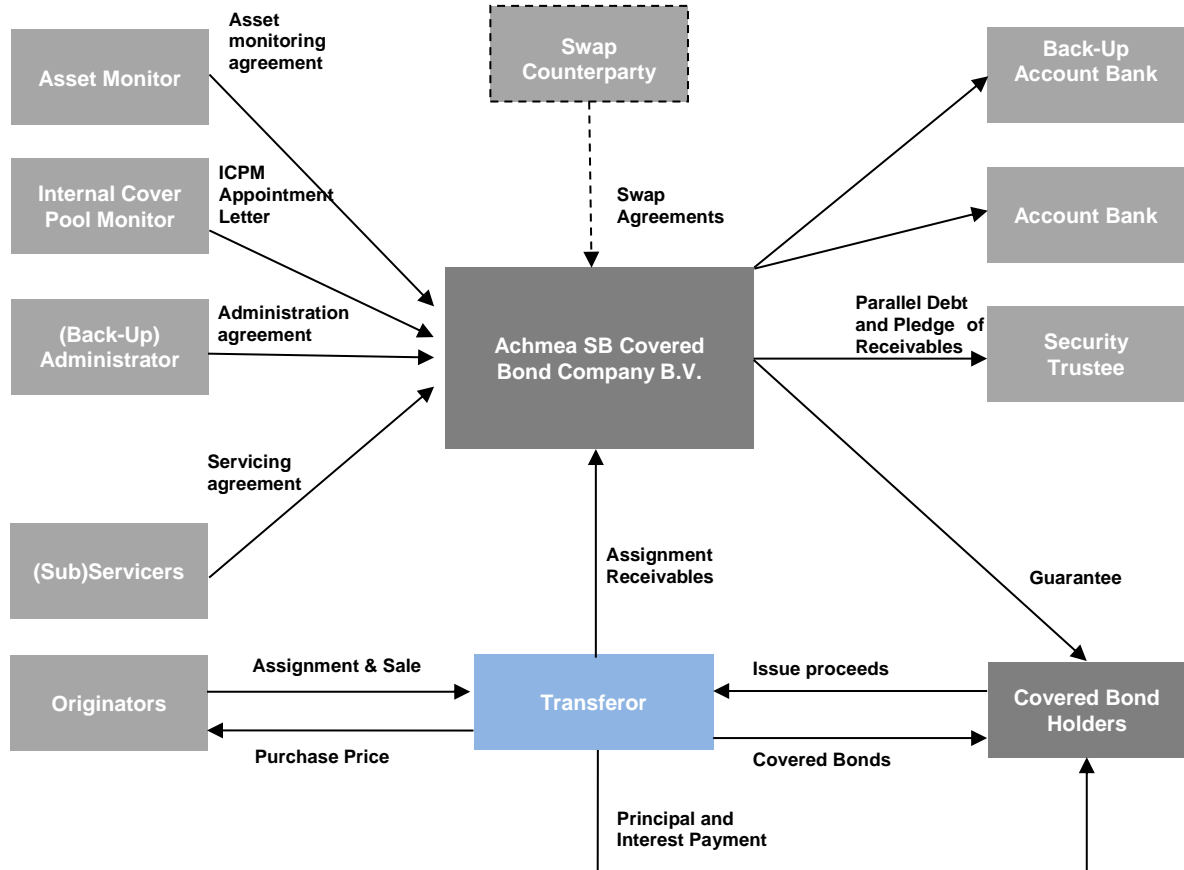 Asset
monitoring
agreement
Asset Monitor
Swap
Counterparty
Back-Up
Account Bank
Internal Cover
Pool Monitor
ICPM
Appointment
Letter
Swap
Agreements
Account Bank
(Back-Up)
Administrator
Administration
agreement
Achmea SB Covered
Bond Company B.V.
Parallel Debt
and Pledge of
Receivables
Security
Trustee
Servicing
agreement
(Sub)Servicers
Assignment
Receivables
Guarantee
Originators
Assignment & Sale
Purchase Price
Transferor
Issue proceeds
Covered Bonds
Covered Bond
Holders
Principal and
Interest Payment